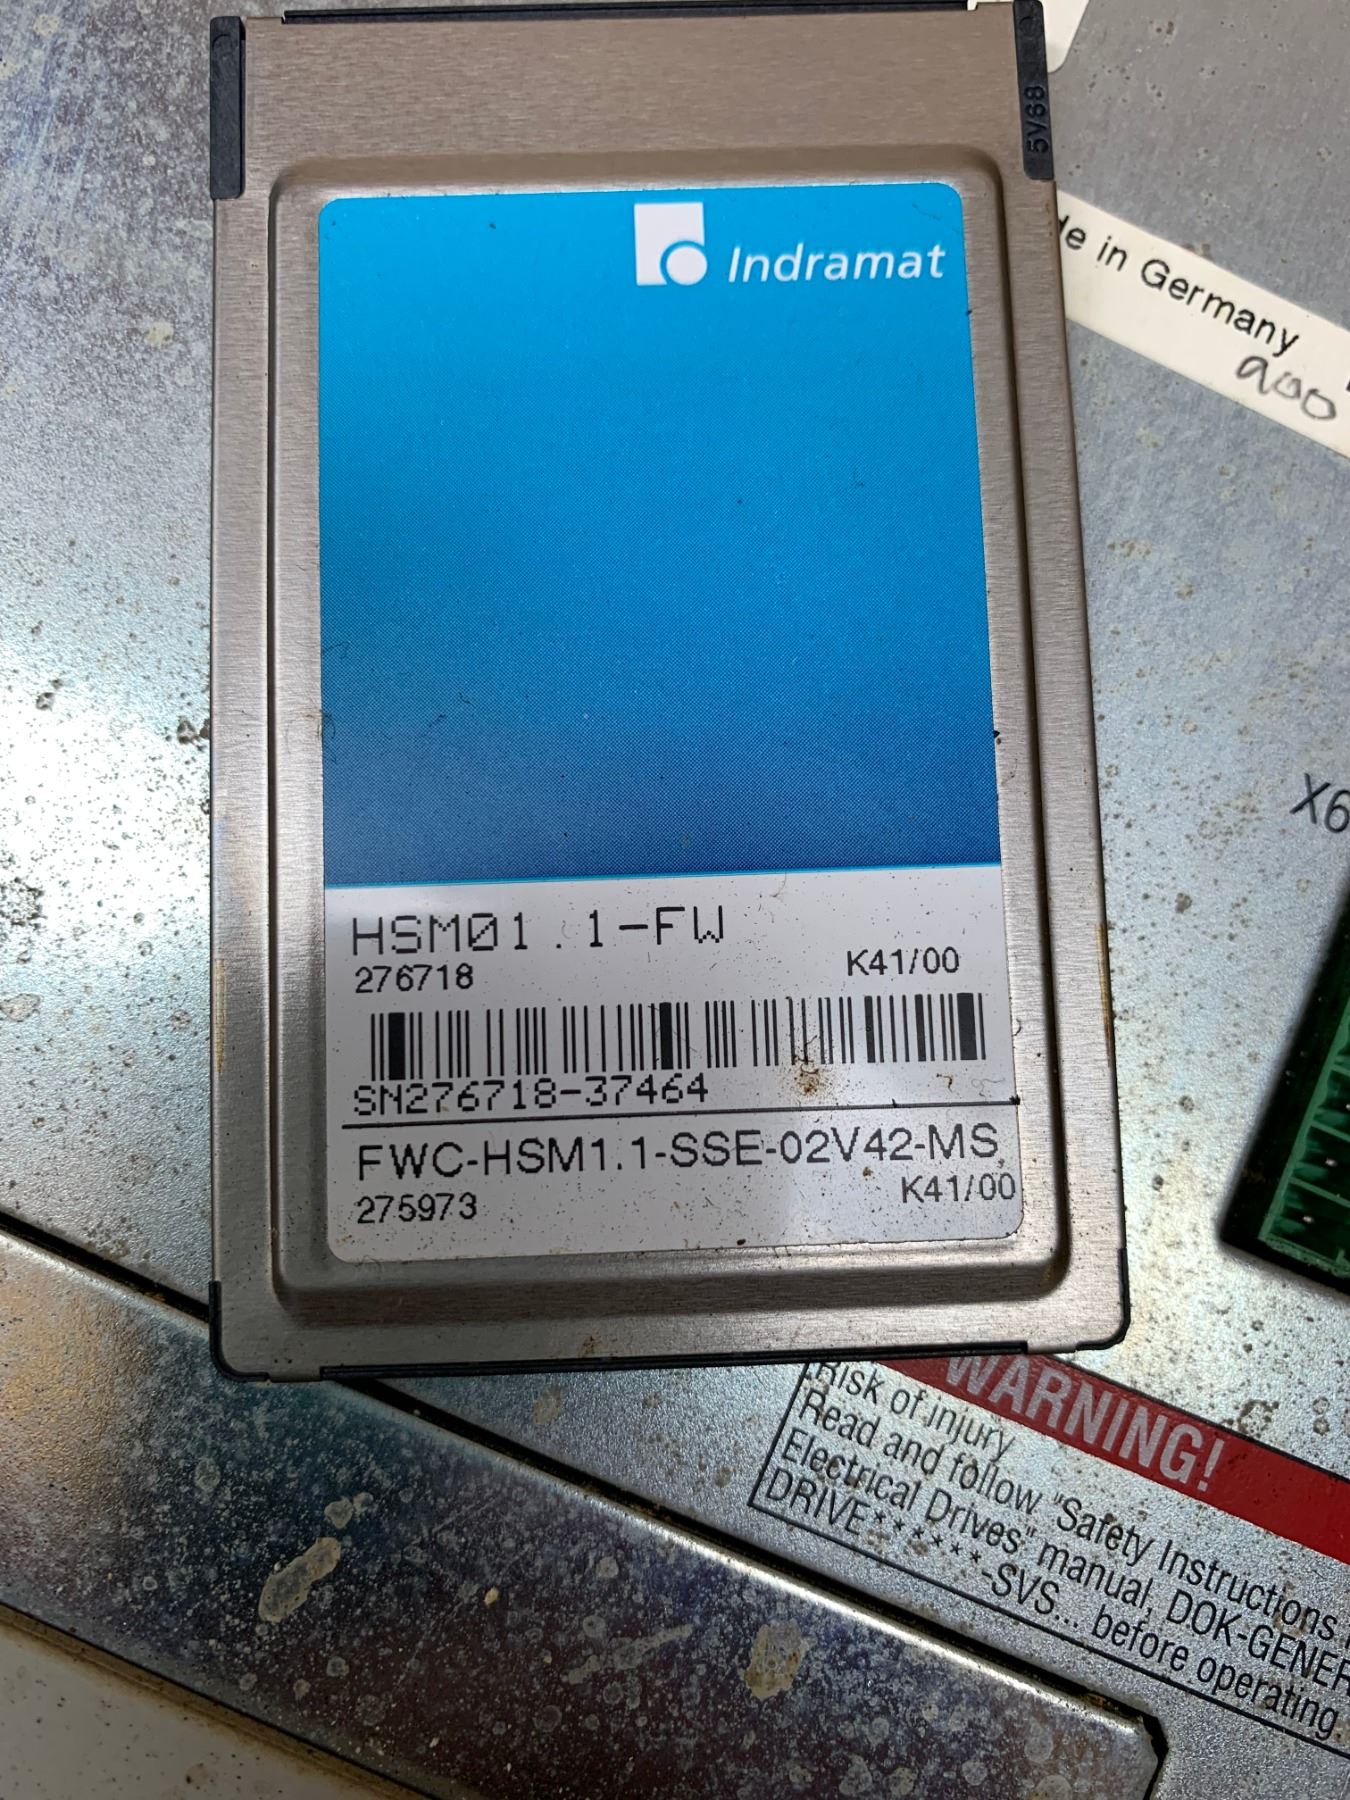 5V68
Indramat
in Germany
900
X6
HSM01.1-FW
276718
K41/00
SN276718-37464
FWC-HSM1.1-SSE-02V42-MS
275973
K41/00
WARNING!
Risk of injury
Read and follow "Safety Instructions
Electrical Drives" manual, DOK-GENER
DRIVE******-SVS... before operating.